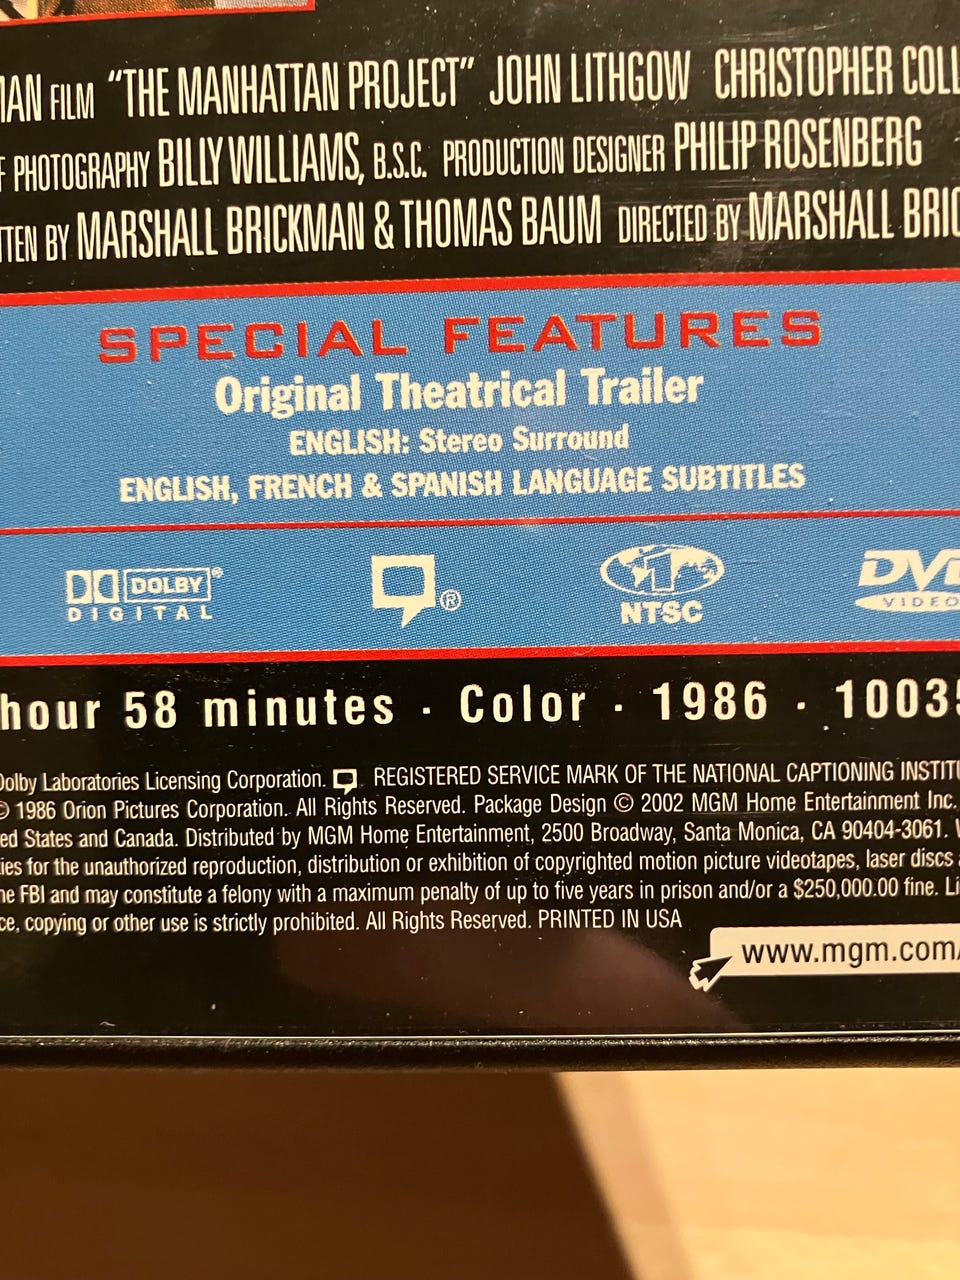 FILM "THE MANHATTAN PROJECT" JOHN LITHGOW CHRISTOPHER COLL
PHOTOGRAPHY BILLY WILLIAMS, B.S.C. PRODUCTION DESIGNER PHILIP ROSENBERG
TTEN BY MARSHALL BRICKMAN & THOMAS BAUM DIRECTED BY MARSHALL BRIC
SPECIAL FEATURES
Original Theatrical Trailer
ENGLISH: Stereo Surround
ENGLISH, FRENCH & SPANISH LANGUAGE SUBTITLES
DOLBY®
DIGITAL
®
NTSC
DVD
VIDEO
hour 58 minutes · Color · 1986 · 1003
Dolby Laboratories Licensing Corporation. REGISTERED SERVICE MARK OF THE NATIONAL CAPTIONING INSTITU
© 1986 Orion Pictures Corporation. All Rights Reserved. Package Design © 2002 MGM Home Entertainment Inc.
ed States and Canada. Distributed by MGM Home Entertainment, 2500 Broadway, Santa Monica, CA 90404-3061.
ies for the unauthorized reproduction, distribution or exhibition of copyrighted motion picture videotapes, laser discs
he FBI and may constitute a felony with a maximum penalty of up to five years in prison and/or a $250,000.00 fine. Li
ce, copying or other use is strictly prohibited. All Rights Reserved. PRINTED IN USA
www.mgm.com/